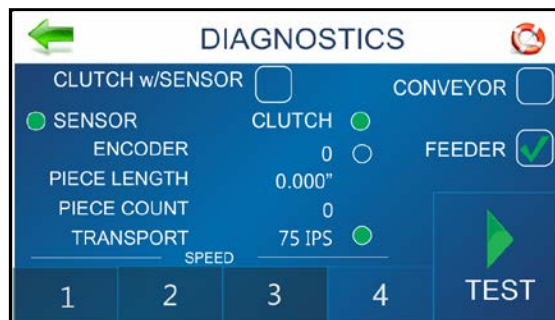 DIAGNOSTICS
CLUTCH w/SENSOR
CONVEYOR
SENSOR CLUTCH
ENCODER 0
FEEDER
PIECE LENGTH 0.000"
PIECE COUNT 0
TRANSPORT 75 IPS
SPEED
1 2 3 4
TEST